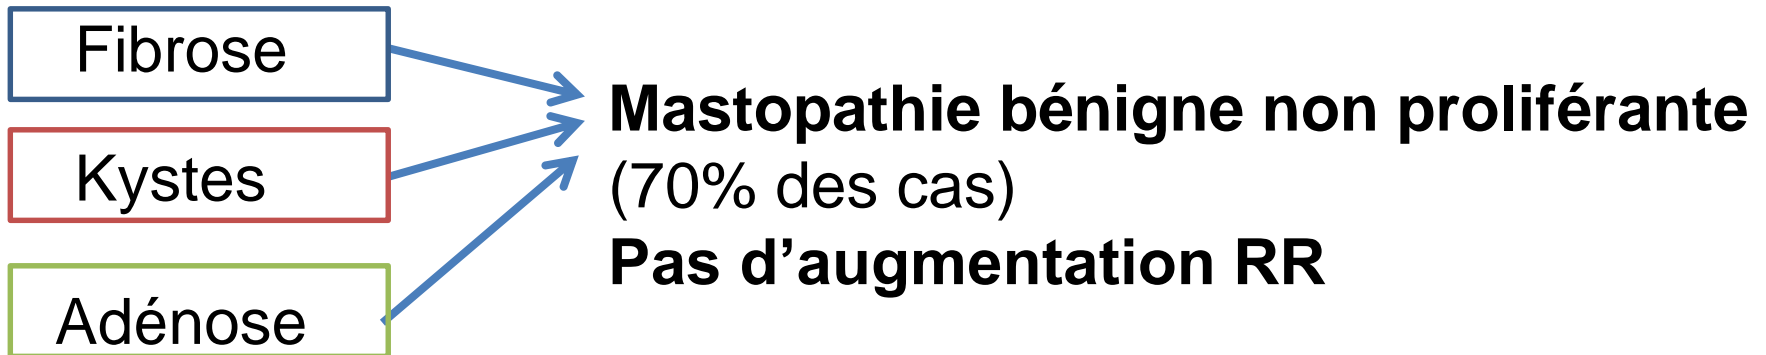 Fibrose
Kystes
Adénose
Mastopathie bénigne non proliférante
(70% des cas)
Pas d’augmentation RR